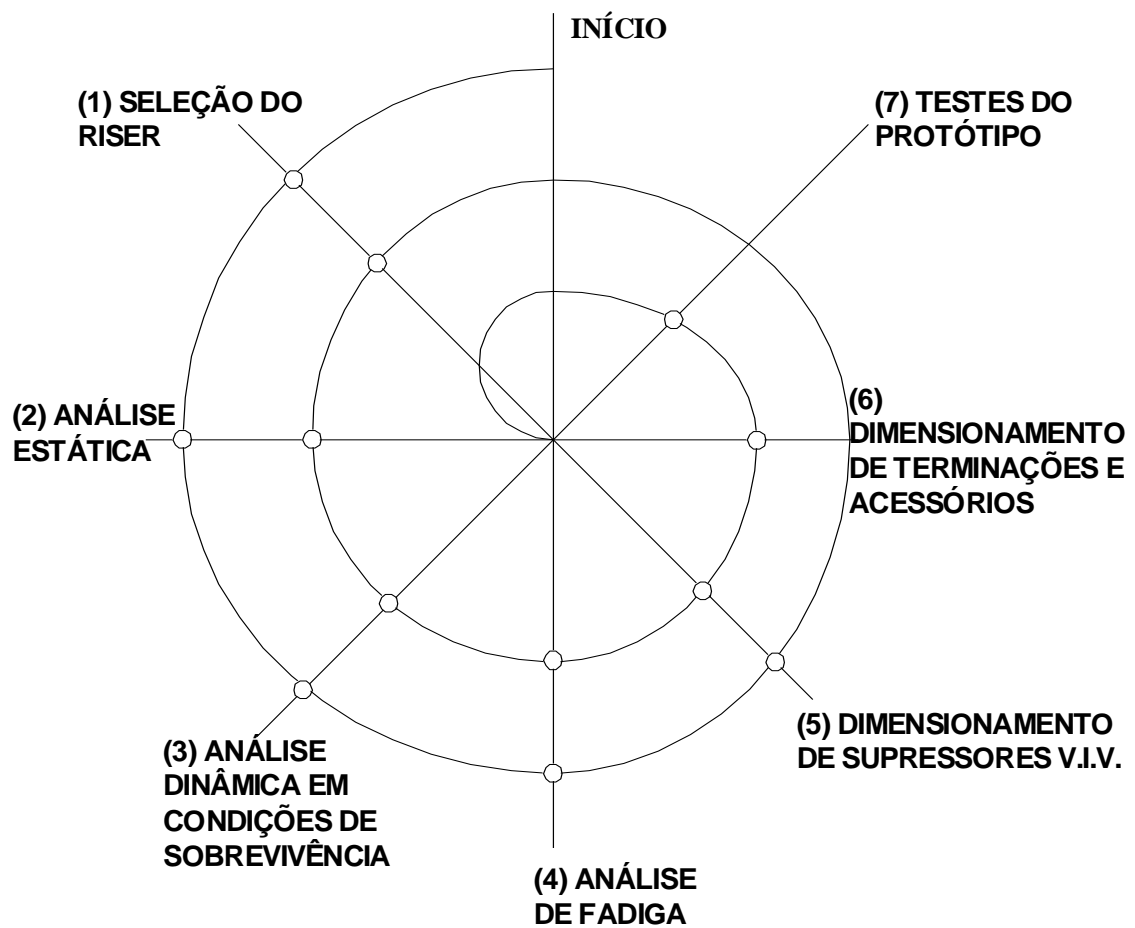 INÍCIO
(1) SELEÇÃO DO
RISER
(7) TESTES DO
PROTÓTIPO
(2) ANÁLISE
ESTÁTICA
(6)
DIMENSIONAMENTO
DE TERMINAÇÕES E
ACESSÓRIOS
(3) ANÁLISE
DINÂMICA EM
CONDIÇÕES DE
SOBREVIVÊNCIA
(5) DIMENSIONAMENTO
DE SUPRESSORES V.I.V.
(4) ANÁLISE
DE FADIGA